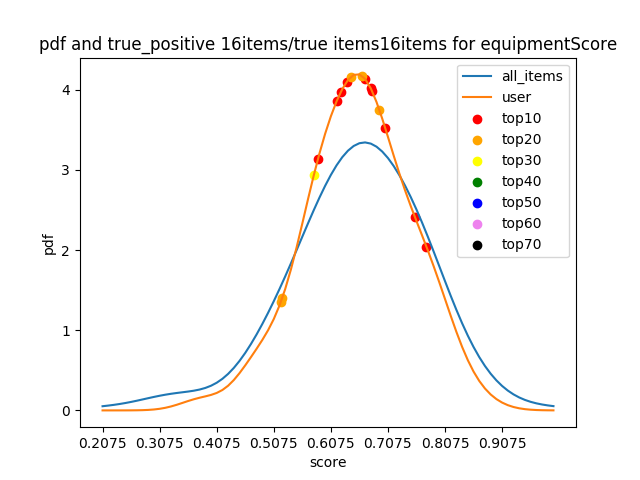 pdf and true_positive 16items/true items16items for equipmentScore
all_items
user
top10
top20
top30
top40
top50
top60
top70
pdf
4
3
2
1
0
0.2075 0.3075 0.4075 0.5075 0.6075 0.7075 0.8075 0.9075
score